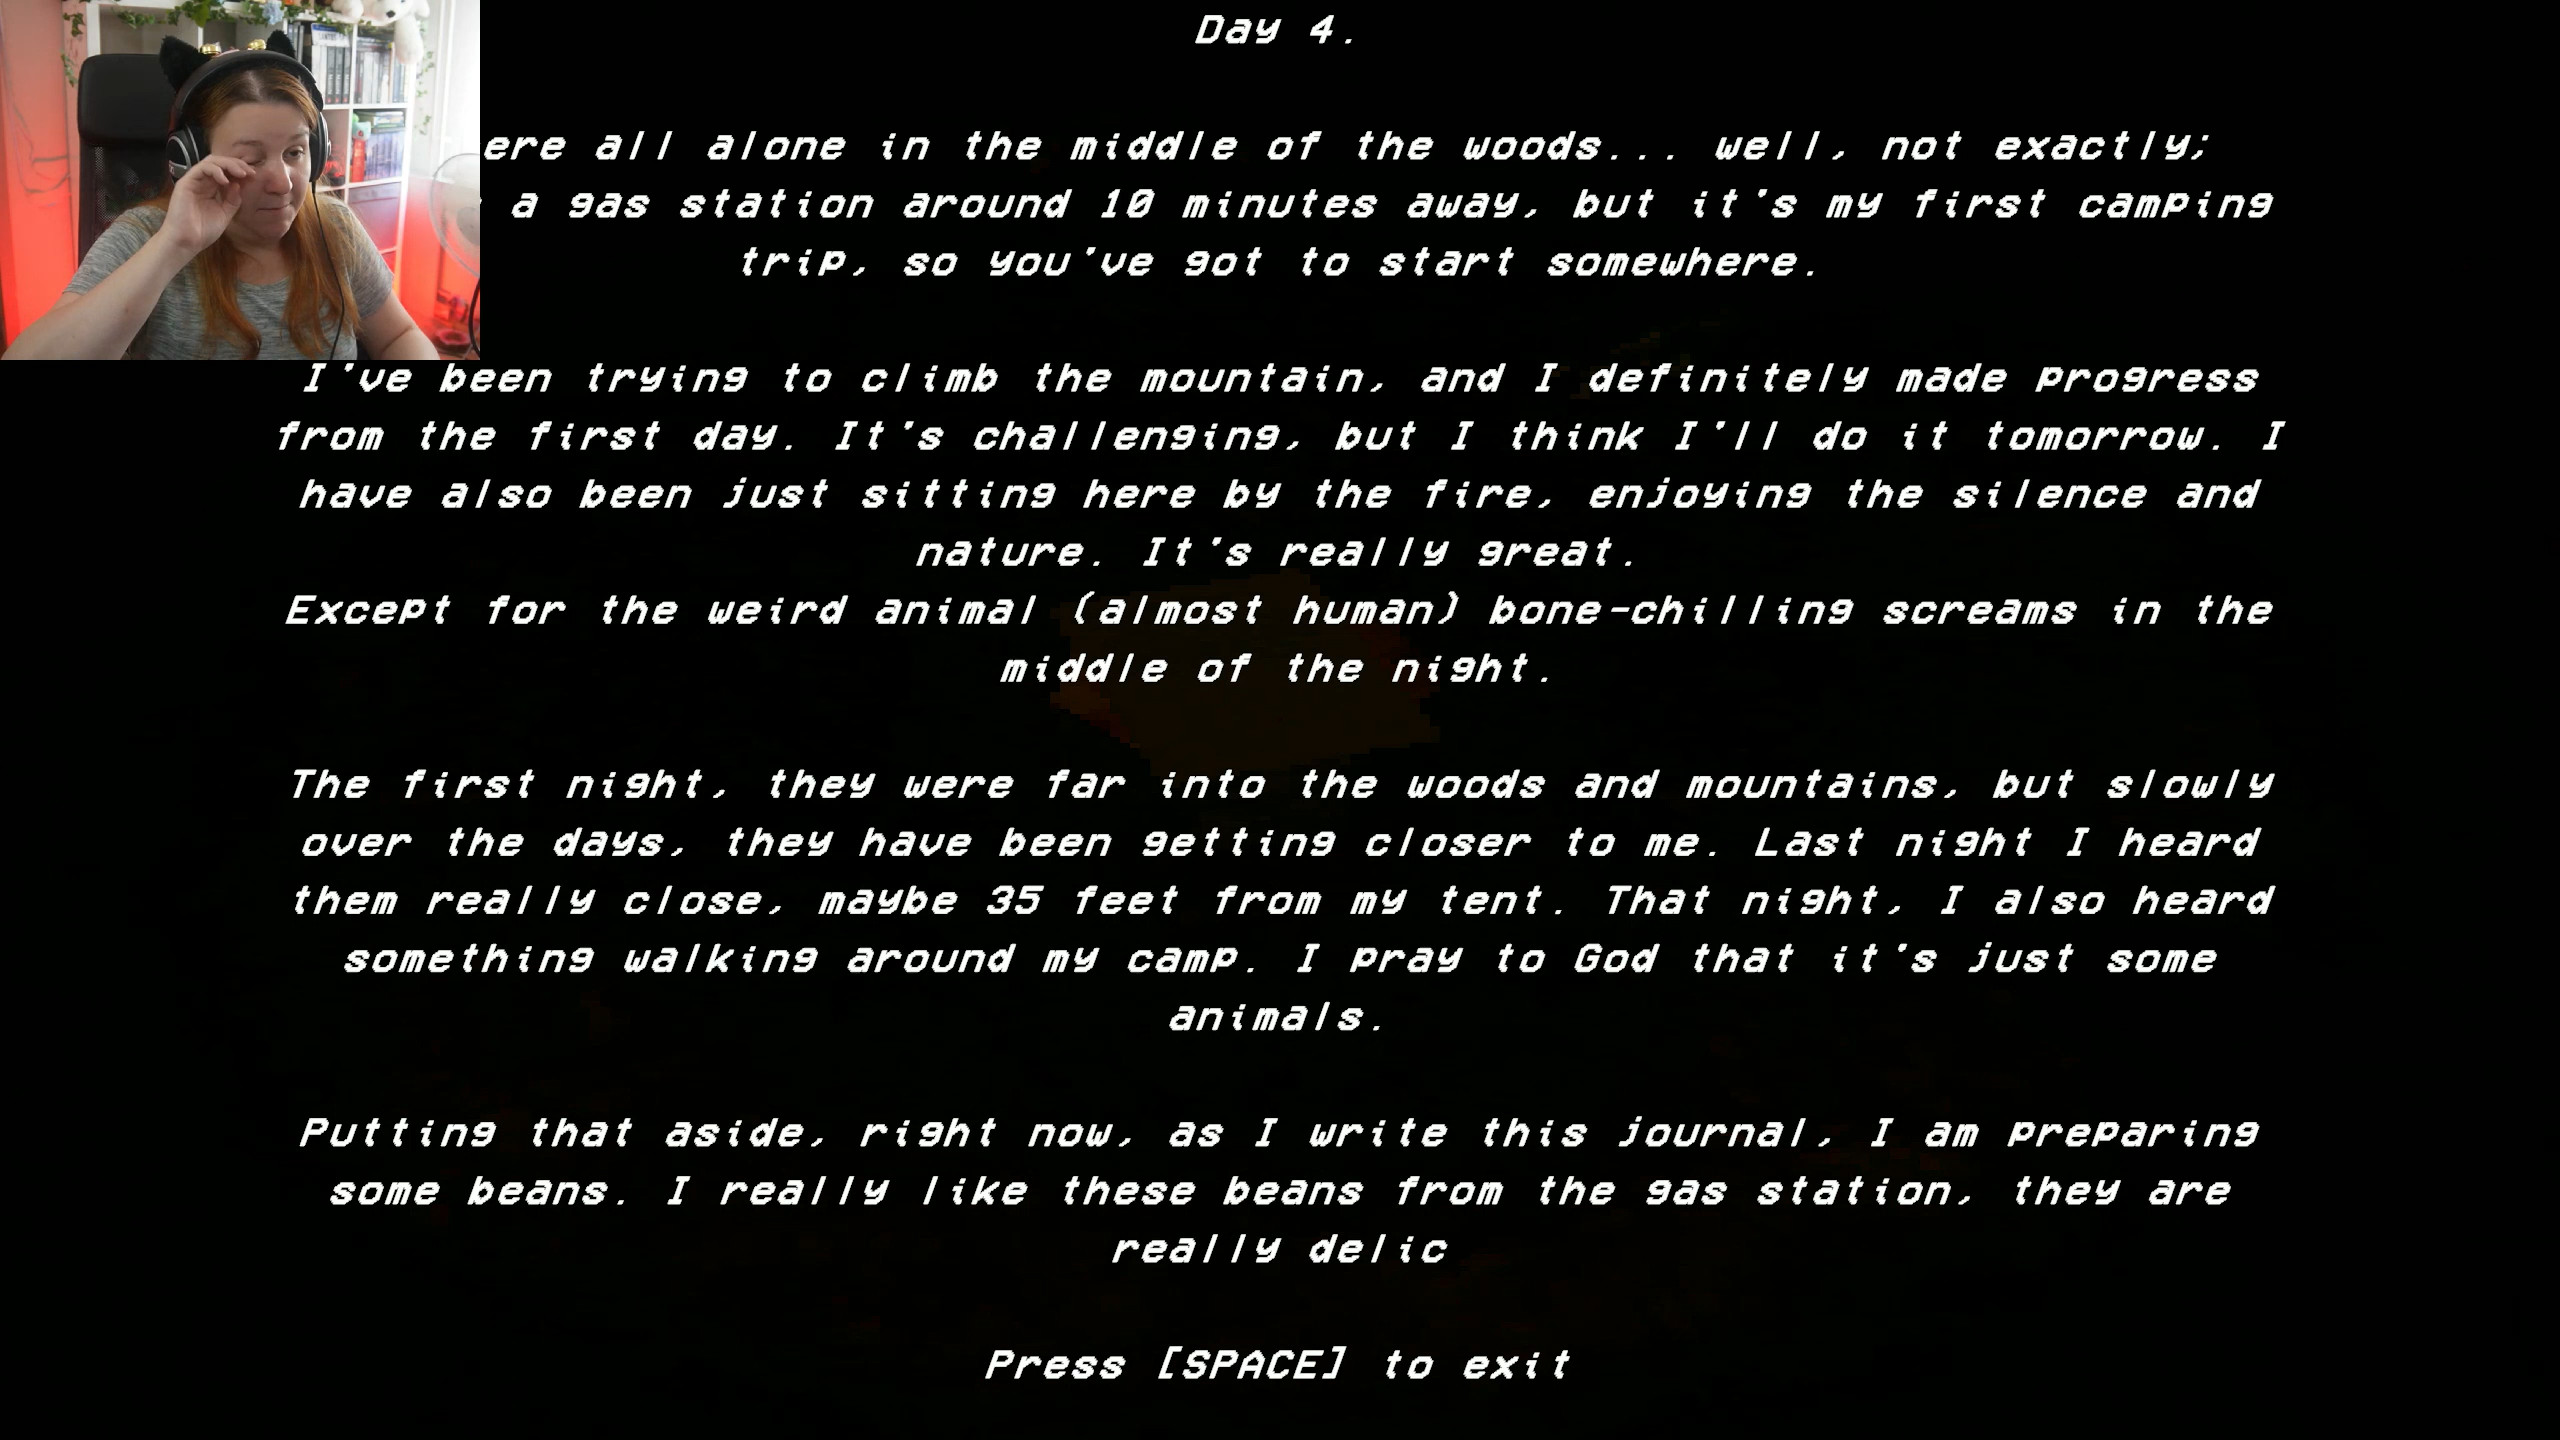 Day 4.
ere all alone in the middle of the woods... well, not exactly;
a gas station around 10 minutes away, but it's my first camping
trip, so you've got to start somewhere.
I've been trying to climb the mountain, and I definitely made progress
from the first day. It's challenging, but I think I'll do it tomorrow. I
have also been just sitting here by the fire, enjoying the silence and
nature. It's really great.
Except for the weird animal (almost human) bone-chilling screams in the
middle of the night.
The first night, they were far into the woods and mountains, but slowly
over the days, they have been getting closer to me. Last night I heard
them really close, maybe 35 feet from my tent. That night, I also heard
something walking around my camp. I pray to God that it's just some
animals.
Putting that aside, right now, as I write this journal, I am preparing
some beans. I really like these beans from the gas station, they are
really delic
Press [SPACE] to exit